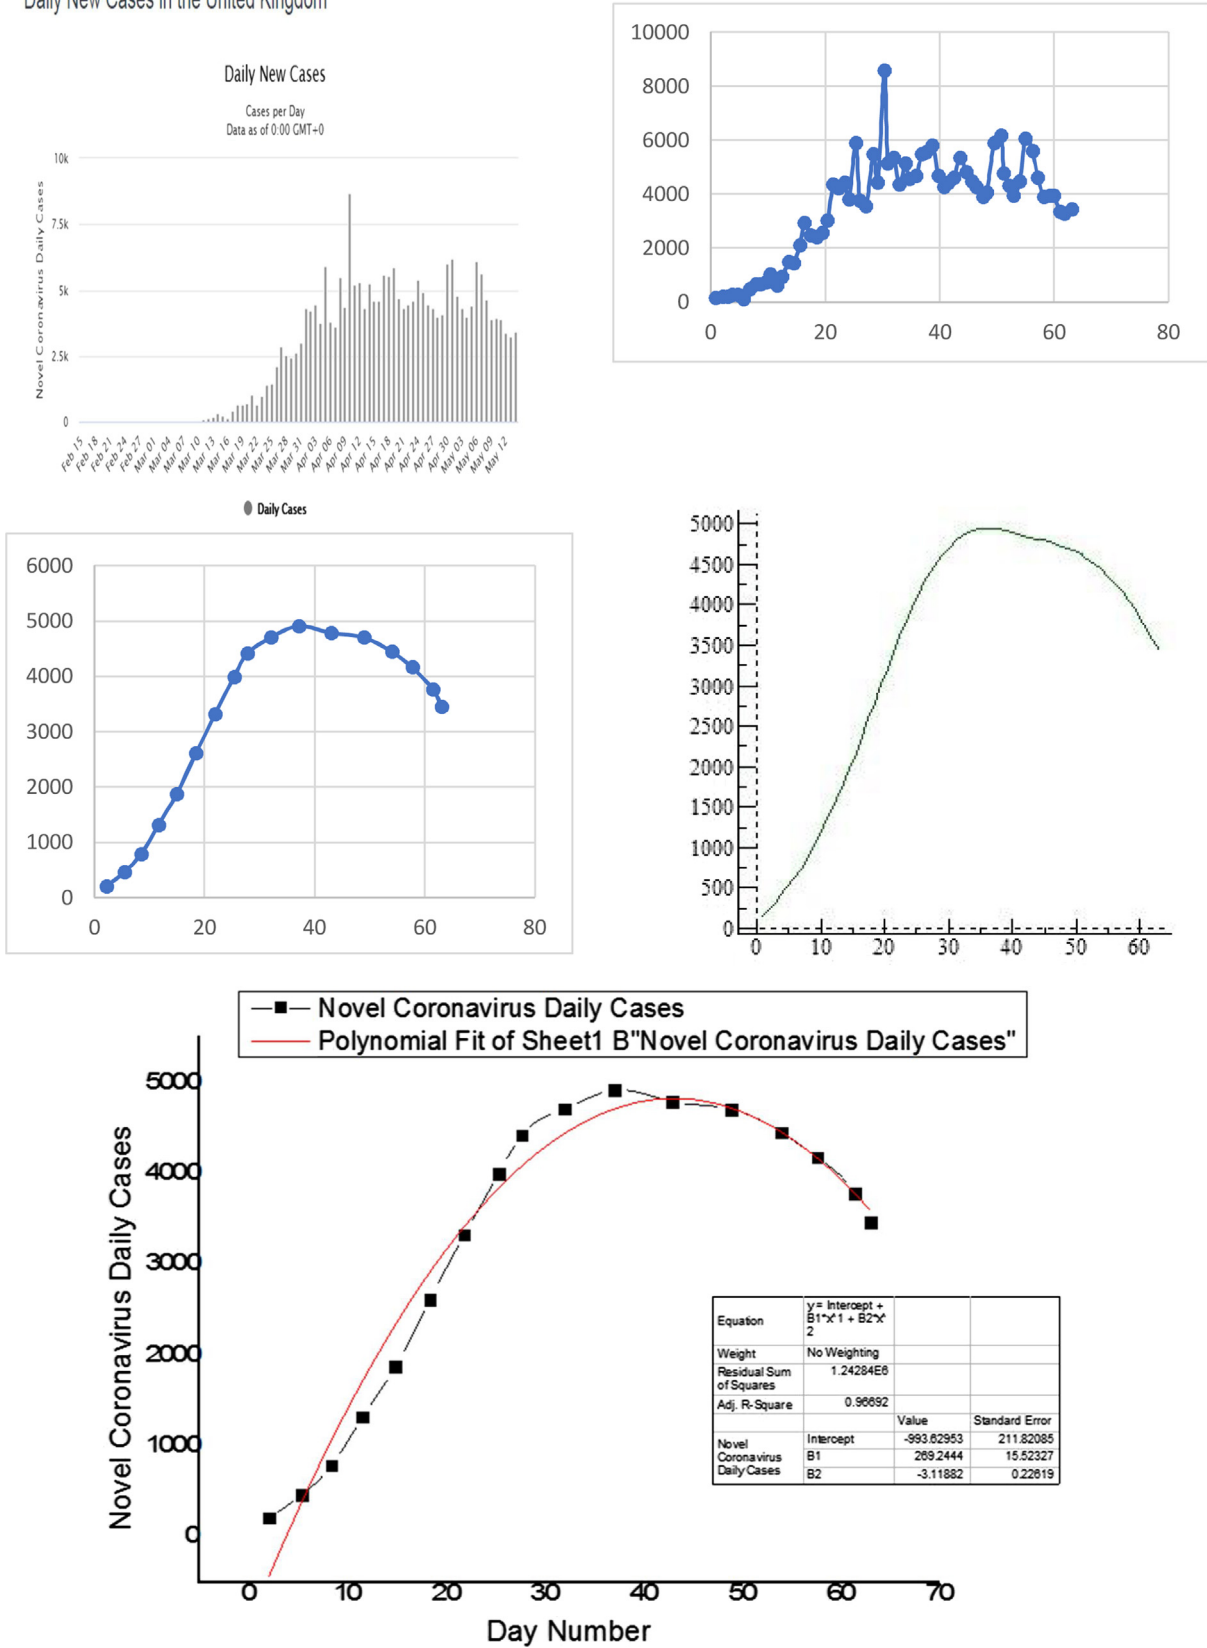 Daily New Cases in the United Kingdom
Daily New Cases
Cases per Day
Data as of 0:00 GMT+0
Novel Coronavirus Daily Cases
10k
7.5k
5k
2.5k
0
Feb 15
Feb 18
Feb 21
Feb 24
Feb 27
Mar 01
Mar 04
Mar 07
Mar 10
Mar 13
Mar 16
Mar 19
Mar 22
Mar 25
Mar 28
Mar 31
Apr 03
Apr 06
Apr 09
Apr 12
Apr 15
Apr 18
Apr 21
Apr 24
Apr 27
Apr 30
May 03
May 06
May 09
May 12
Daily Cases
10000
8000
6000
4000
2000
0
0 20 40 60 80
6000
5000
4000
3000
2000
1000
0
0 20 40 60 80
5000
4500
4000
3500
3000
2500
2000
1500
1000
500
0
0 10 20 30 40 50 60
Novel Coronavirus Daily Cases
Polynomial Fit of Sheet1 B"Novel Coronavirus Daily Cases"
Novel Coronavirus Daily Cases
5000
4000
3000
2000
1000
0
0 10 20 30 40 50 60 70
Day Number
Equation y = Intercept + B1*x^1 + B2*x^2
Weight No Weighting
Residual Sum of Squares 1.24284E6
Adj. R-Square 0.96692
Value Standard Error
Novel Coronavirus Daily Cases Intercept -993.62953 211.82085
B1 269.2444 15.52327
B2 -3.11882 0.22619